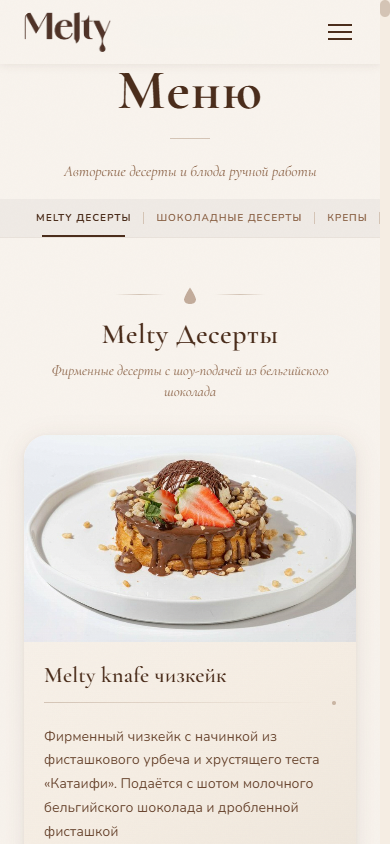 Melty
Меню
Авторские десерты и блюда ручной работы
MELTY ДЕСЕРТЫ
ШОКОЛАДНЫЕ ДЕСЕРТЫ
КРЕПЫ
Melty Десерты
Фирменные десерты с шоу-подачей из бельгийского
шоколада
Melty knafe чизкейк
Фирменный чизкейк с начинкой из
фисташкового урбеча и хрустящего теста
«Катаифи». Подаётся с шотом молочного
бельгийского шоколада и дробленной
фисташкой